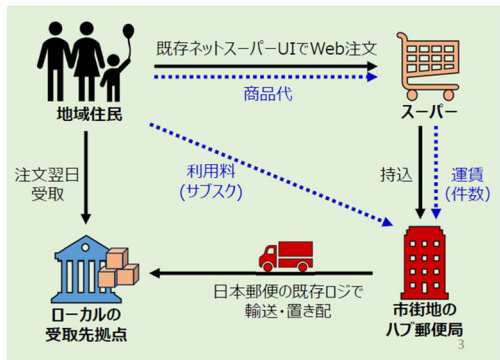 既存ネットスーパーUIでWeb注文
商品代
地域住民
スーパー
注文翌日
受取
利用料
(サブスク)
持込
運賃
(件数)
日本郵便の既存ロジで
輸送・置き配
ローカルの
受取先拠点
市街地の
ハブ郵便局
3